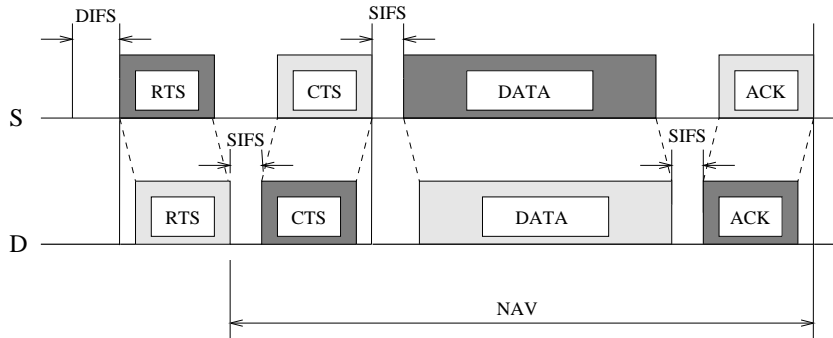 DIFS
SIFS
RTS
CTS
DATA
ACK
S
SIFS
SIFS
RTS
CTS
DATA
ACK
D
NAV